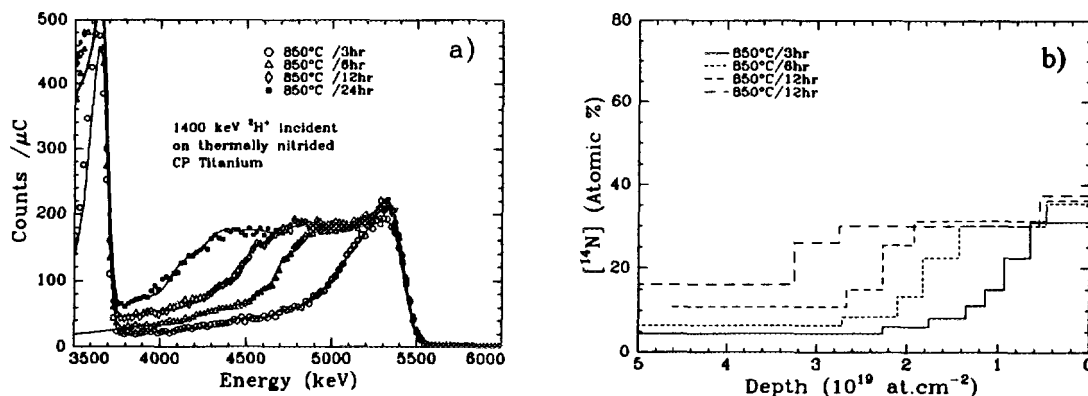 a)
850°C /3hr
850°C /6hr
850°C /12hr
850°C /24hr
1400 keV ²H⁺ incident
on thermally nitrided
CP Titanium
Counts /μC
500
400
300
200
100
0
3500 4000 4500 5000 5500 6000
Energy (keV)
b)
850°C/3hr
850°C/6hr
850°C/12hr
850°C/12hr
[¹⁴N] (Atomic %)
80
60
40
20
0
5 4 3 2 1 0
Depth (10¹⁹ at.cm⁻²)